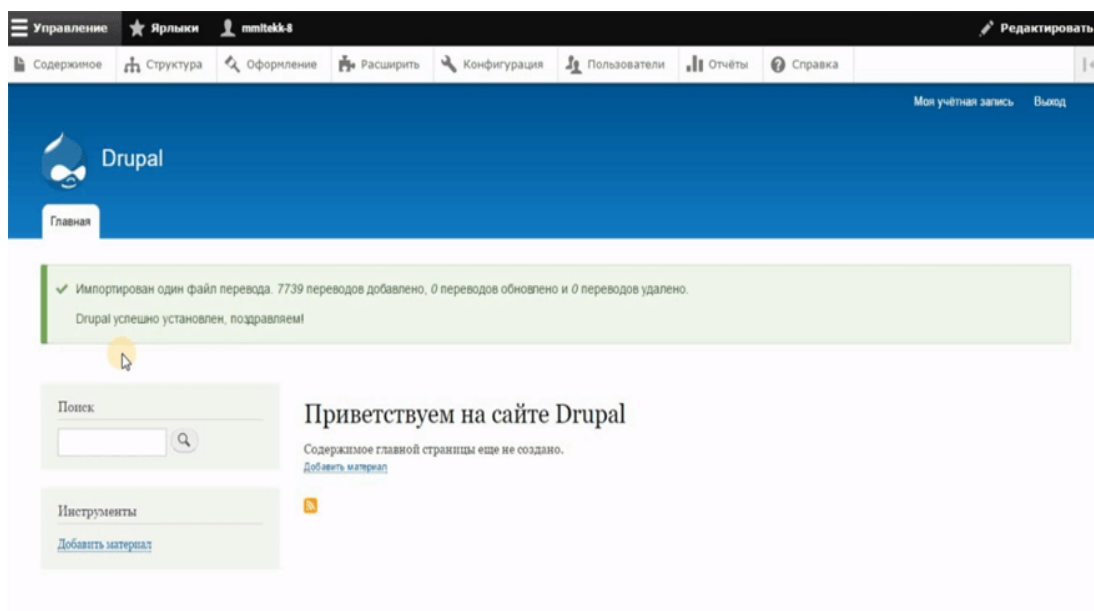 Управление Ярлыки mmltekk-8 Редактировать
Содержимое Структура Оформление Расширить Конфигурация Пользователи Отчёты Справка
Моя учётная запись Выход
Drupal
Главная
Импортирован один файл перевода. 7739 переводов добавлено, 0 переводов обновлено и 0 переводов удалено.
Drupal успешно установлен, поздравляем!
Поиск
Приветствуем на сайте Drupal
Содержимое главной страницы еще не создано.
Добавить материал
Инструменты
Добавить материал